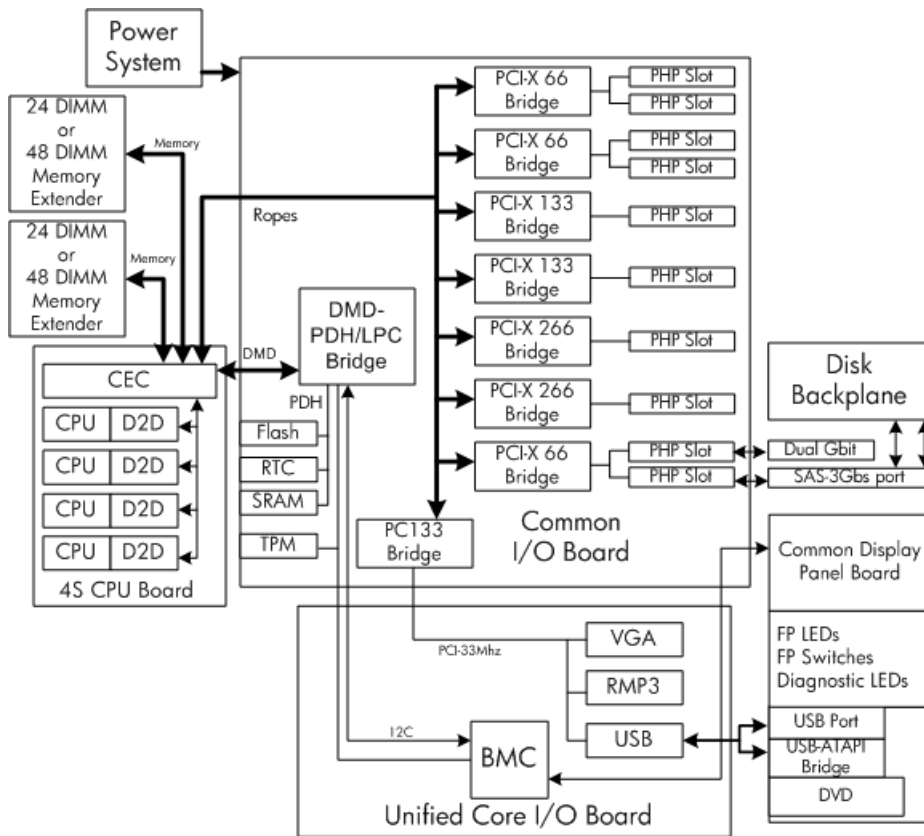 Power
System
24 DIMM
or
48 DIMM
Memory
Extender
Memory
24 DIMM
or
48 DIMM
Memory
Extender
Memory
Ropes
CEC
DMD
CPU D2D
CPU D2D
CPU D2D
CPU D2D
4S CPU Board
DMD-
PDH/LPC
Bridge
PDH
Flash
RTC
SRAM
TPM
PCI-X 66
Bridge
PHP Slot
PHP Slot
PCI-X 66
Bridge
PHP Slot
PHP Slot
PCI-X 133
Bridge
PHP Slot
PCI-X 133
Bridge
PHP Slot
PCI-X 266
Bridge
PHP Slot
PCI-X 266
Bridge
PHP Slot
PCI-X 66
Bridge
PHP Slot
PHP Slot
PC133
Bridge
Common
I/O Board
Disk
Backplane
Dual Gbit
SAS-3Gbs port
Common Display
Panel Board
FP LEDs
FP Switches
Diagnostic LEDs
USB Port
USB-ATAPI
Bridge
DVD
PCI-33Mhz
VGA
RMP3
USB
I2C
BMC
Unified Core I/O Board